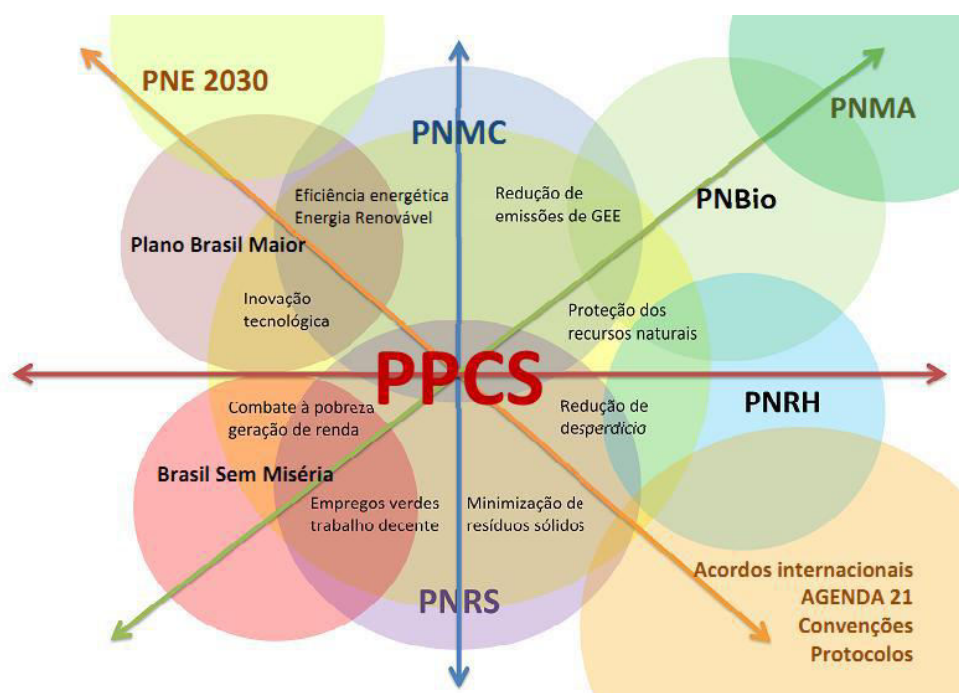 PNE 2030
PNMC
PNMA
Eficiência energética
Energia Renovável
Redução de
emissões de GEE
PNBio
Plano Brasil Maior
Inovação
tecnológica
Proteção dos
recursos naturais
PPCS
Combate à pobreza
geração de renda
Redução de
desperdício
PNRH
Brasil Sem Miséria
Empregos verdes
trabalho decente
Minimização de
resíduos sólidos
PNRS
Acordos internacionais
AGENDA 21
Convenções
Protocolos